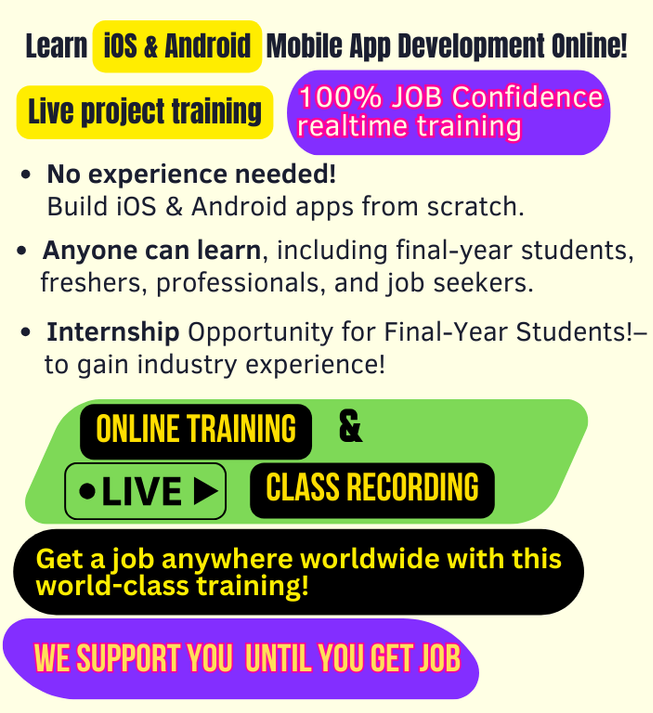 Learn iOS & Android Mobile App Development Online!
Live project training
100% JOB Confidence
realtime training
• No experience needed!
Build iOS & Android apps from scratch.
• Anyone can learn, including final-year students,
freshers, professionals, and job seekers.
• Internship Opportunity for Final-Year Students!–
to gain industry experience!
ONLINE TRAINING &
•LIVE▶ CLASS RECORDING
Get a job anywhere worldwide with this
world-class training!
WE SUPPORT YOU UNTIL YOU GET JOB